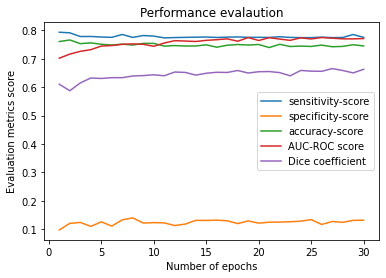 Performance evalaution
Evaluation metrics score
0.8
0.7
0.6
0.5
0.4
0.3
0.2
0.1
sensitivity-score
specificity-score
accuracy-score
AUC-ROC score
Dice coefficient
0 5 10 15 20 25 30
Number of epochs